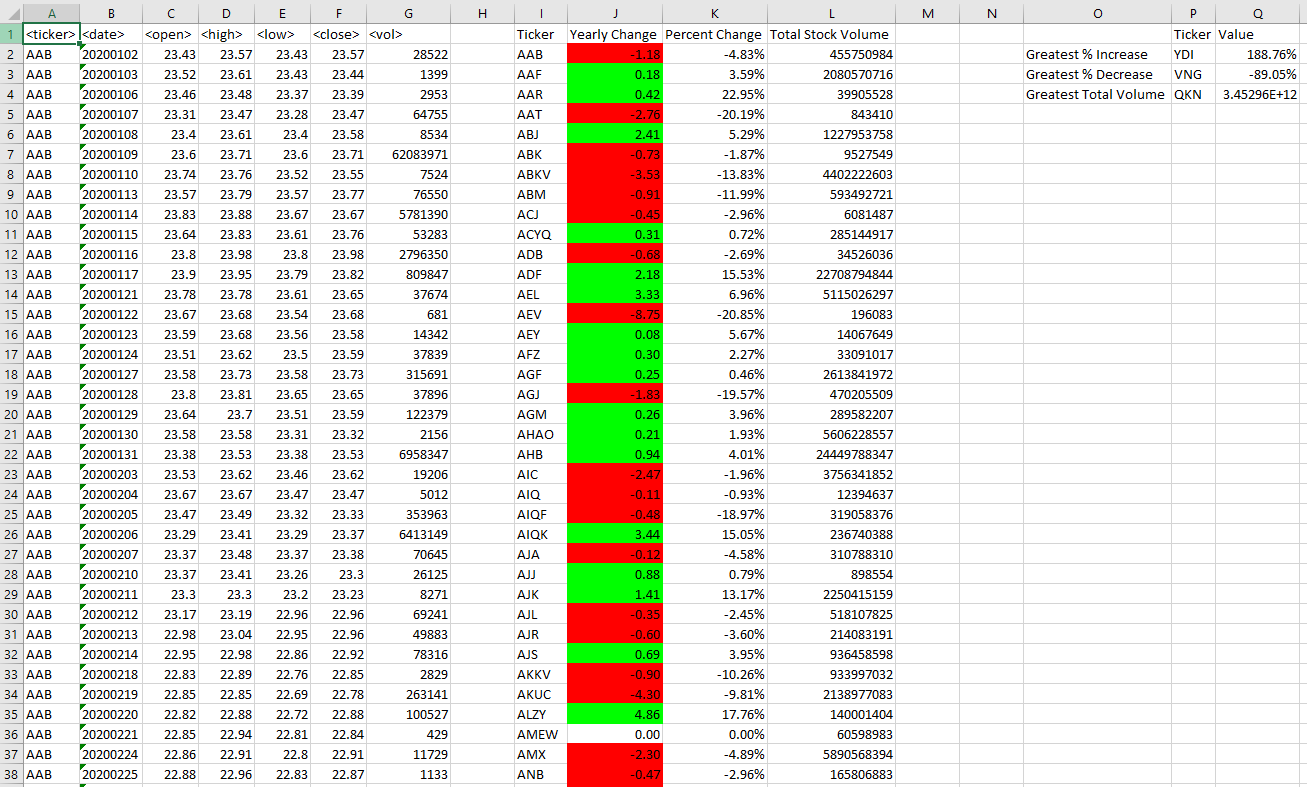 A B C D E F G H I J K L M N O P Q
1 <ticker> <date> <open> <high> <low> <close> <vol> Ticker Yearly Change Percent Change Total Stock Volume Ticker Value
2 AAB 20200102 23.43 23.57 23.43 23.57 28522 AAB -1.18 -4.83% 455750984 Greatest % Increase YDI 188.76%
3 AAB 20200103 23.52 23.61 23.43 23.44 1399 AAF 0.18 3.59% 2080570716 Greatest % Decrease VNG -89.05%
4 AAB 20200106 23.46 23.48 23.37 23.39 2953 AAR 0.42 22.95% 39905528 Greatest Total Volume QKN 3.45296E+12
5 AAB 20200107 23.31 23.47 23.28 23.47 64755 AAT -2.76 -20.19% 843410
6 AAB 20200108 23.4 23.61 23.4 23.58 8534 ABJ 2.41 5.29% 1227953758
7 AAB 20200109 23.6 23.71 23.6 23.71 62083971 ABK -0.73 -1.87% 9527549
8 AAB 20200110 23.74 23.76 23.52 23.55 7524 ABKV -3.53 -13.83% 4402222603
9 AAB 20200113 23.57 23.79 23.57 23.77 76550 ABM -0.91 -11.99% 593492721
10 AAB 20200114 23.83 23.88 23.67 23.67 5781390 ACJ -0.45 -2.96% 6081487
11 AAB 20200115 23.64 23.83 23.61 23.76 53283 ACYQ 0.31 0.72% 285144917
12 AAB 20200116 23.8 23.98 23.8 23.98 2796350 ADB -0.68 -2.69% 34526036
13 AAB 20200117 23.9 23.95 23.79 23.82 809847 ADF 2.18 15.53% 22708794844
14 AAB 20200121 23.78 23.78 23.61 23.65 37674 AEL 3.33 6.96% 5115026297
15 AAB 20200122 23.67 23.68 23.54 23.68 681 AEV -8.75 -20.85% 196083
16 AAB 20200123 23.59 23.68 23.56 23.58 14342 AEY 0.08 5.67% 14067649
17 AAB 20200124 23.51 23.62 23.5 23.59 37839 AFZ 0.30 2.27% 33091017
18 AAB 20200127 23.58 23.73 23.58 23.73 315691 AGF 0.25 0.46% 2613841972
19 AAB 20200128 23.8 23.81 23.65 23.65 37896 AGJ -1.83 -19.57% 470205509
20 AAB 20200129 23.64 23.7 23.51 23.59 122379 AGM 0.26 3.96% 289582207
21 AAB 20200130 23.58 23.58 23.31 23.32 2156 AHAO 0.21 1.93% 5606228557
22 AAB 20200131 23.38 23.53 23.38 23.53 6958347 AHB 0.94 4.01% 24449788347
23 AAB 20200203 23.53 23.62 23.46 23.62 19206 AIC -2.47 -1.96% 3756341852
24 AAB 20200204 23.67 23.67 23.47 23.47 5012 AIQ -0.11 -0.93% 12394637
25 AAB 20200205 23.47 23.49 23.32 23.33 353963 AIQF -0.48 -18.97% 319058376
26 AAB 20200206 23.29 23.41 23.29 23.37 6413149 AIQK 3.44 15.05% 236740388
27 AAB 20200207 23.37 23.48 23.37 23.38 70645 AJA -0.12 -4.58% 310788310
28 AAB 20200210 23.37 23.41 23.26 23.3 26125 AJJ 0.88 0.79% 898554
29 AAB 20200211 23.3 23.3 23.2 23.23 8271 AJK 1.41 13.17% 2250415159
30 AAB 20200212 23.17 23.19 22.96 22.96 69241 AJL -0.35 -2.45% 518107825
31 AAB 20200213 22.98 23.04 22.95 22.96 49883 AJR -0.60 -3.60% 214083191
32 AAB 20200214 22.95 22.98 22.86 22.92 78316 AJS 0.69 3.95% 936458598
33 AAB 20200218 22.83 22.89 22.76 22.85 2829 AKKV -0.90 -10.26% 933997032
34 AAB 20200219 22.85 22.85 22.69 22.78 263141 AKUC -4.30 -9.81% 2138977083
35 AAB 20200220 22.82 22.88 22.72 22.88 100527 ALZY 4.86 17.76% 140001404
36 AAB 20200221 22.85 22.94 22.81 22.84 429 AMEW 0.00 0.00% 60598983
37 AAB 20200224 22.86 22.91 22.8 22.91 11729 AMX -2.30 -4.89% 5890568394
38 AAB 20200225 22.88 22.96 22.83 22.87 1133 ANB -0.47 -2.96% 165806883